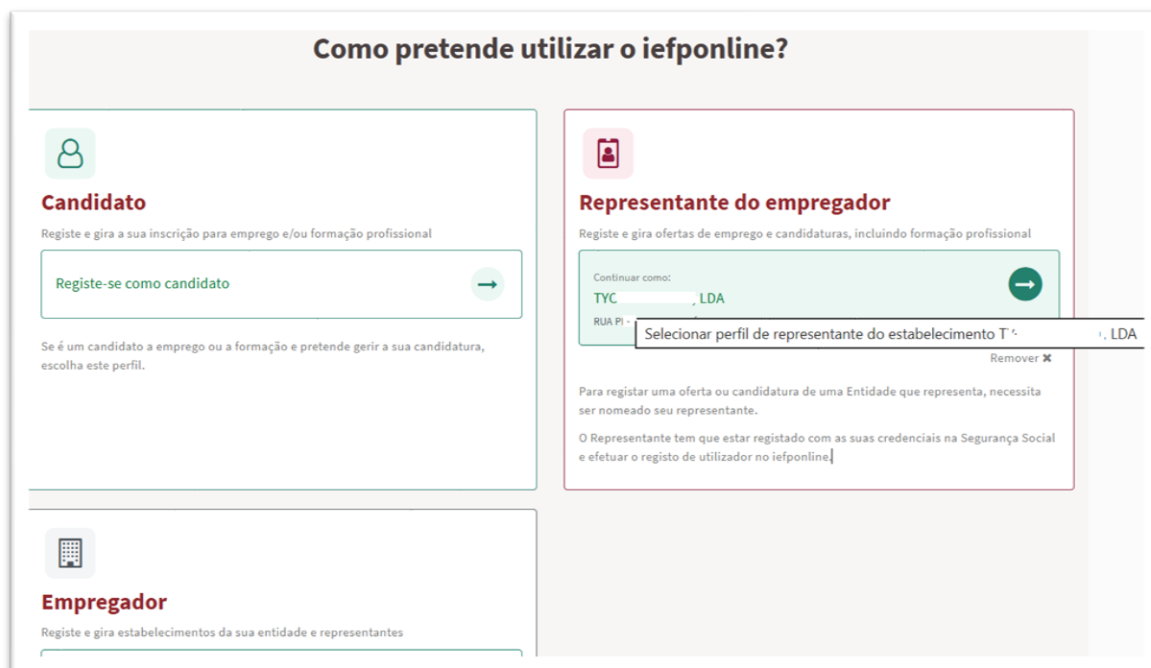 Como pretende utilizar o iefponline?
Candidato
Registe e gira a sua inscrição para emprego e/ou formação profissional
Registe-se como candidato
Se é um candidato a emprego ou a formação e pretende gerir a sua candidatura,
escolha este perfil.
Representante do empregador
Registe e gira ofertas de emprego e candidaturas, incluindo formação profissional
Continuar como:
TYC , LDA
RUA
Selecionar perfil de representante do estabelecimento T , LDA
Remover ✖
Para registar uma oferta ou candidatura de uma Entidade que representa, necessita
ser nomeado seu representante.
O Representante tem que estar registado com as suas credenciais na Segurança Social
e efetuar o registo de utilizador no iefponline.
Empregador
Registe e gira estabelecimentos da sua entidade e representantes